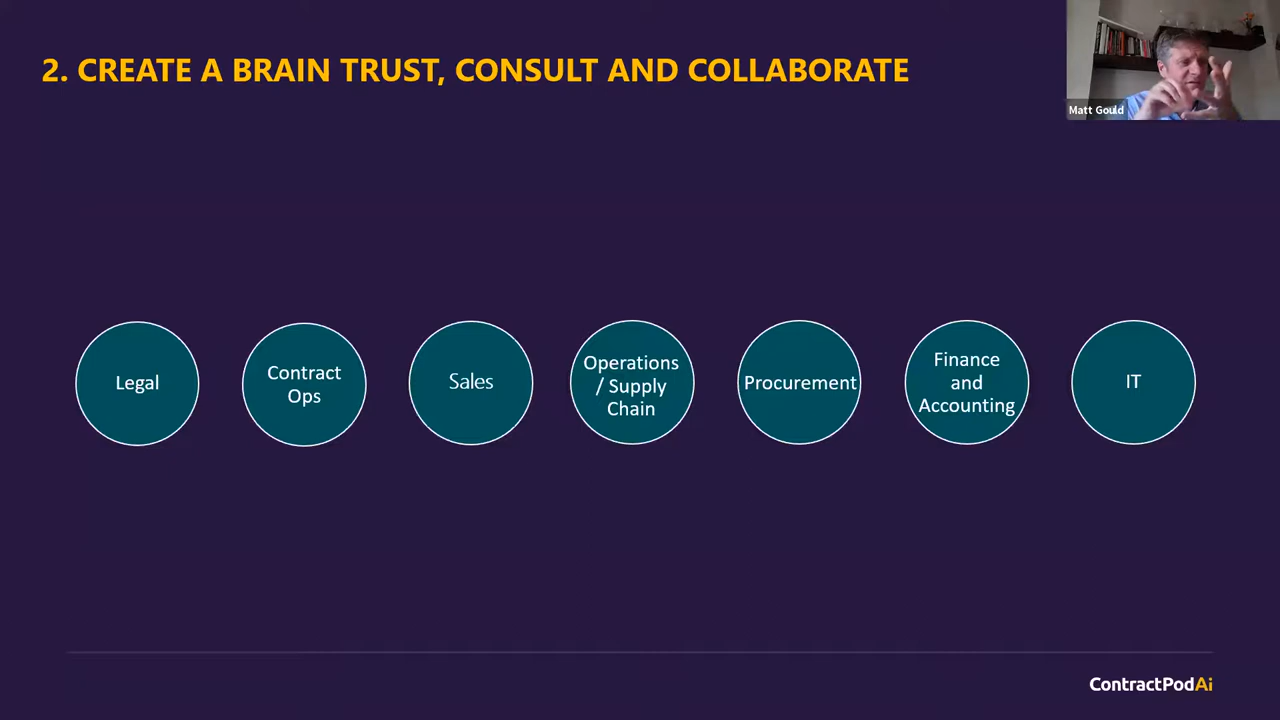 2. CREATE A BRAIN TRUST, CONSULT AND COLLABORATE
Matt Gould
Legal
Contract
Ops
Sales
Operations
/ Supply
Chain
Procurement
Finance
and
Accounting
IT
ContractPodAi